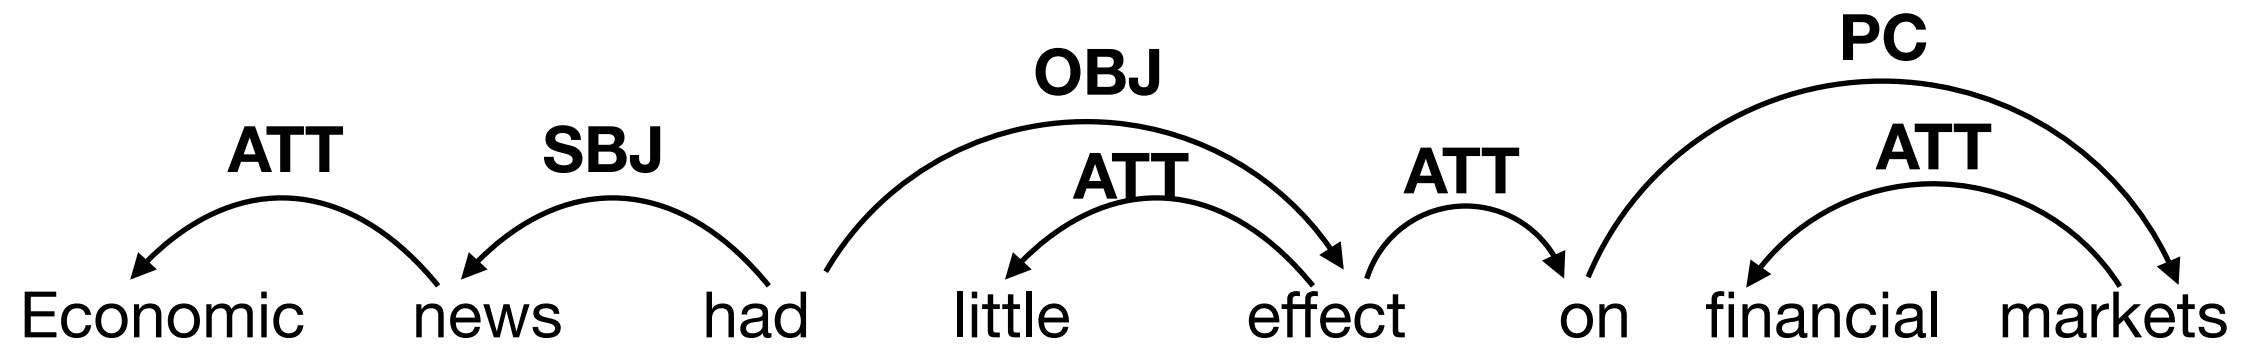 PC
OBJ
ATT SBJ ATT ATT ATT
Economic news had little effect on financial markets